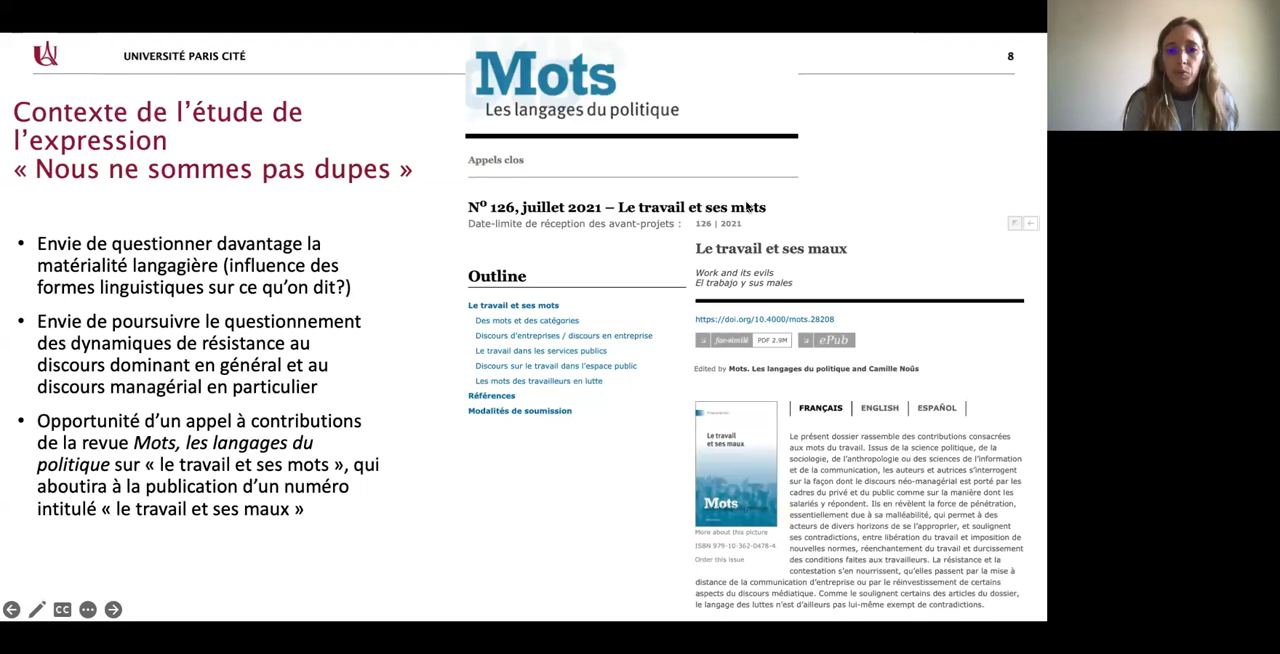 UNIVERSITÉ PARIS CITÉ
8
Contexte de l’étude de
l’expression
« Nous ne sommes pas dupes »
• Envie de questionner davantage la
matérialité langagière (influence des
formes linguistiques sur ce qu’on dit?)
• Envie de poursuivre le questionnement
des dynamiques de résistance au
discours dominant en général et au
discours managérial en particulier
• Opportunité d’un appel à contributions
de la revue Mots, les langages du
politique sur « le travail et ses mots », qui
aboutira à la publication d’un numéro
intitulé « le travail et ses maux »
Mots
Les langages du politique
Appels clos
Nº 126, juillet 2021 – Le travail et ses mots
Date-limite de réception des avant-projets :
Outline
Le travail et ses mots
Des mots et des catégories
Discours d'entreprises / discours en entreprise
Le travail dans les services publics
Discours sur le travail dans l'espace public
Les mots des travailleurs en lutte
Références
Modalités de soumission
126 | 2021
Le travail et ses maux
Work and its evils
El trabajo y sus males
https://doi.org/10.4000/mots.28208
fac-similé PDF 2.9M ePub
Edited by Mots. Les langages du politique and Camille Noûs
Le travail
et ses maux
Mots
More about this picture
ISBN 979-10-362-0478-4
Order this issue
FRANÇAIS ENGLISH ESPAÑOL
Le présent dossier rassemble des contributions consacrées
aux mots du travail. Issus de la science politique, de la
sociologie, de l'anthropologie ou des sciences de l'information
et de la communication, les auteurs et autrices s'interrogent
sur la façon dont le discours néo-managérial est porté par les
cadres du privé et du public comme sur la manière dont les
salariés y répondent. Ils en révèlent la force de pénétration,
essentiellement due à sa malléabilité, qui permet à des
acteurs de divers horizons de se l'approprier, et soulignent
ses contradictions, entre libération du travail et imposition de
nouvelles normes, réenchantement du travail et durcissement
des conditions faites aux travailleurs. La résistance et la
contestation s'en nourrissent, qu'elles passent par la mise à
distance de la communication d'entreprise ou par le réinvestissement de certains
aspects du discours médiatique. Comme le soulignent certains des articles du dossier,
le langage des luttes n'est d'ailleurs pas lui-même exempt de contradictions.
CC